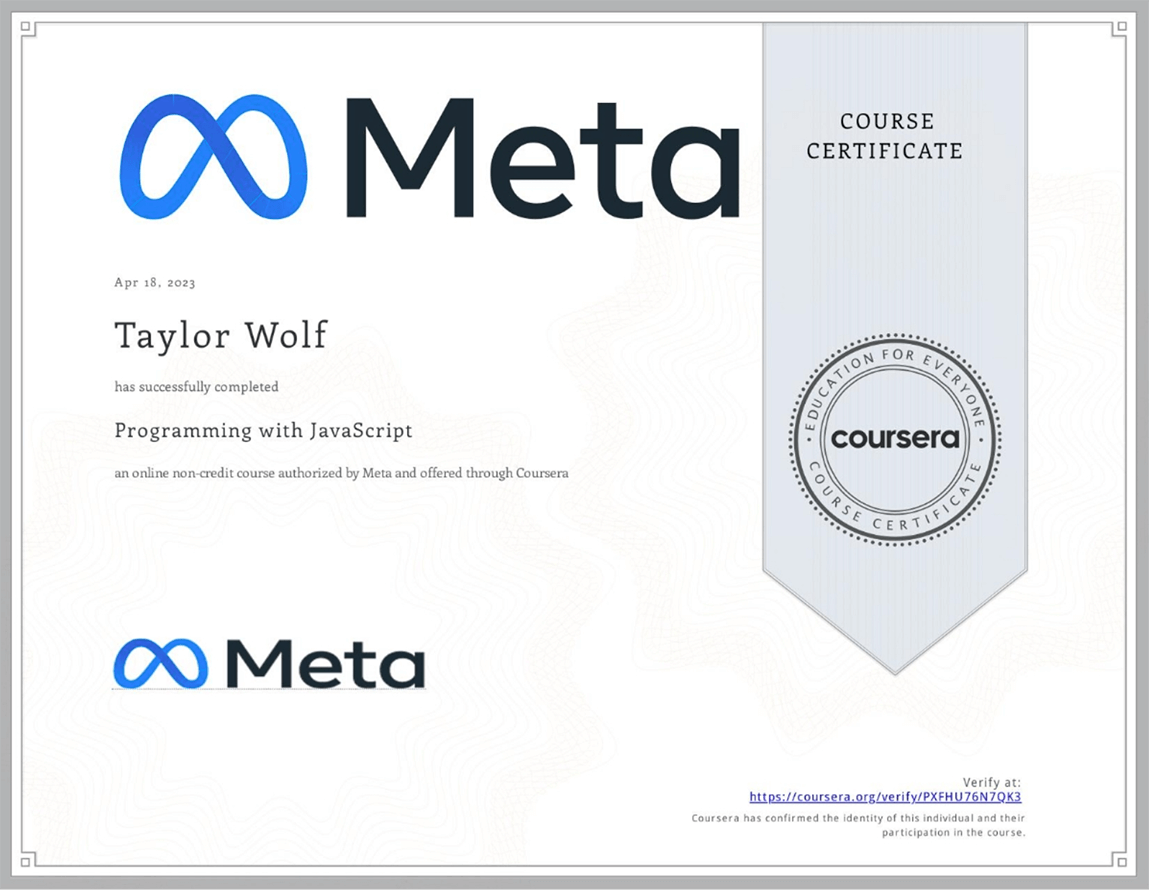 Meta
COURSE
CERTIFICATE
Apr 18, 2023
Taylor Wolf
has successfully completed
Programming with JavaScript
an online non-credit course authorized by Meta and offered through Coursera
EDUCATION FOR EVERYONE
coursera
COURSE CERTIFICATE
Meta
Verify at:
https://coursera.org/verify/PXFHU76N7QK3
Coursera has confirmed the identity of this individual and their
participation in the course.